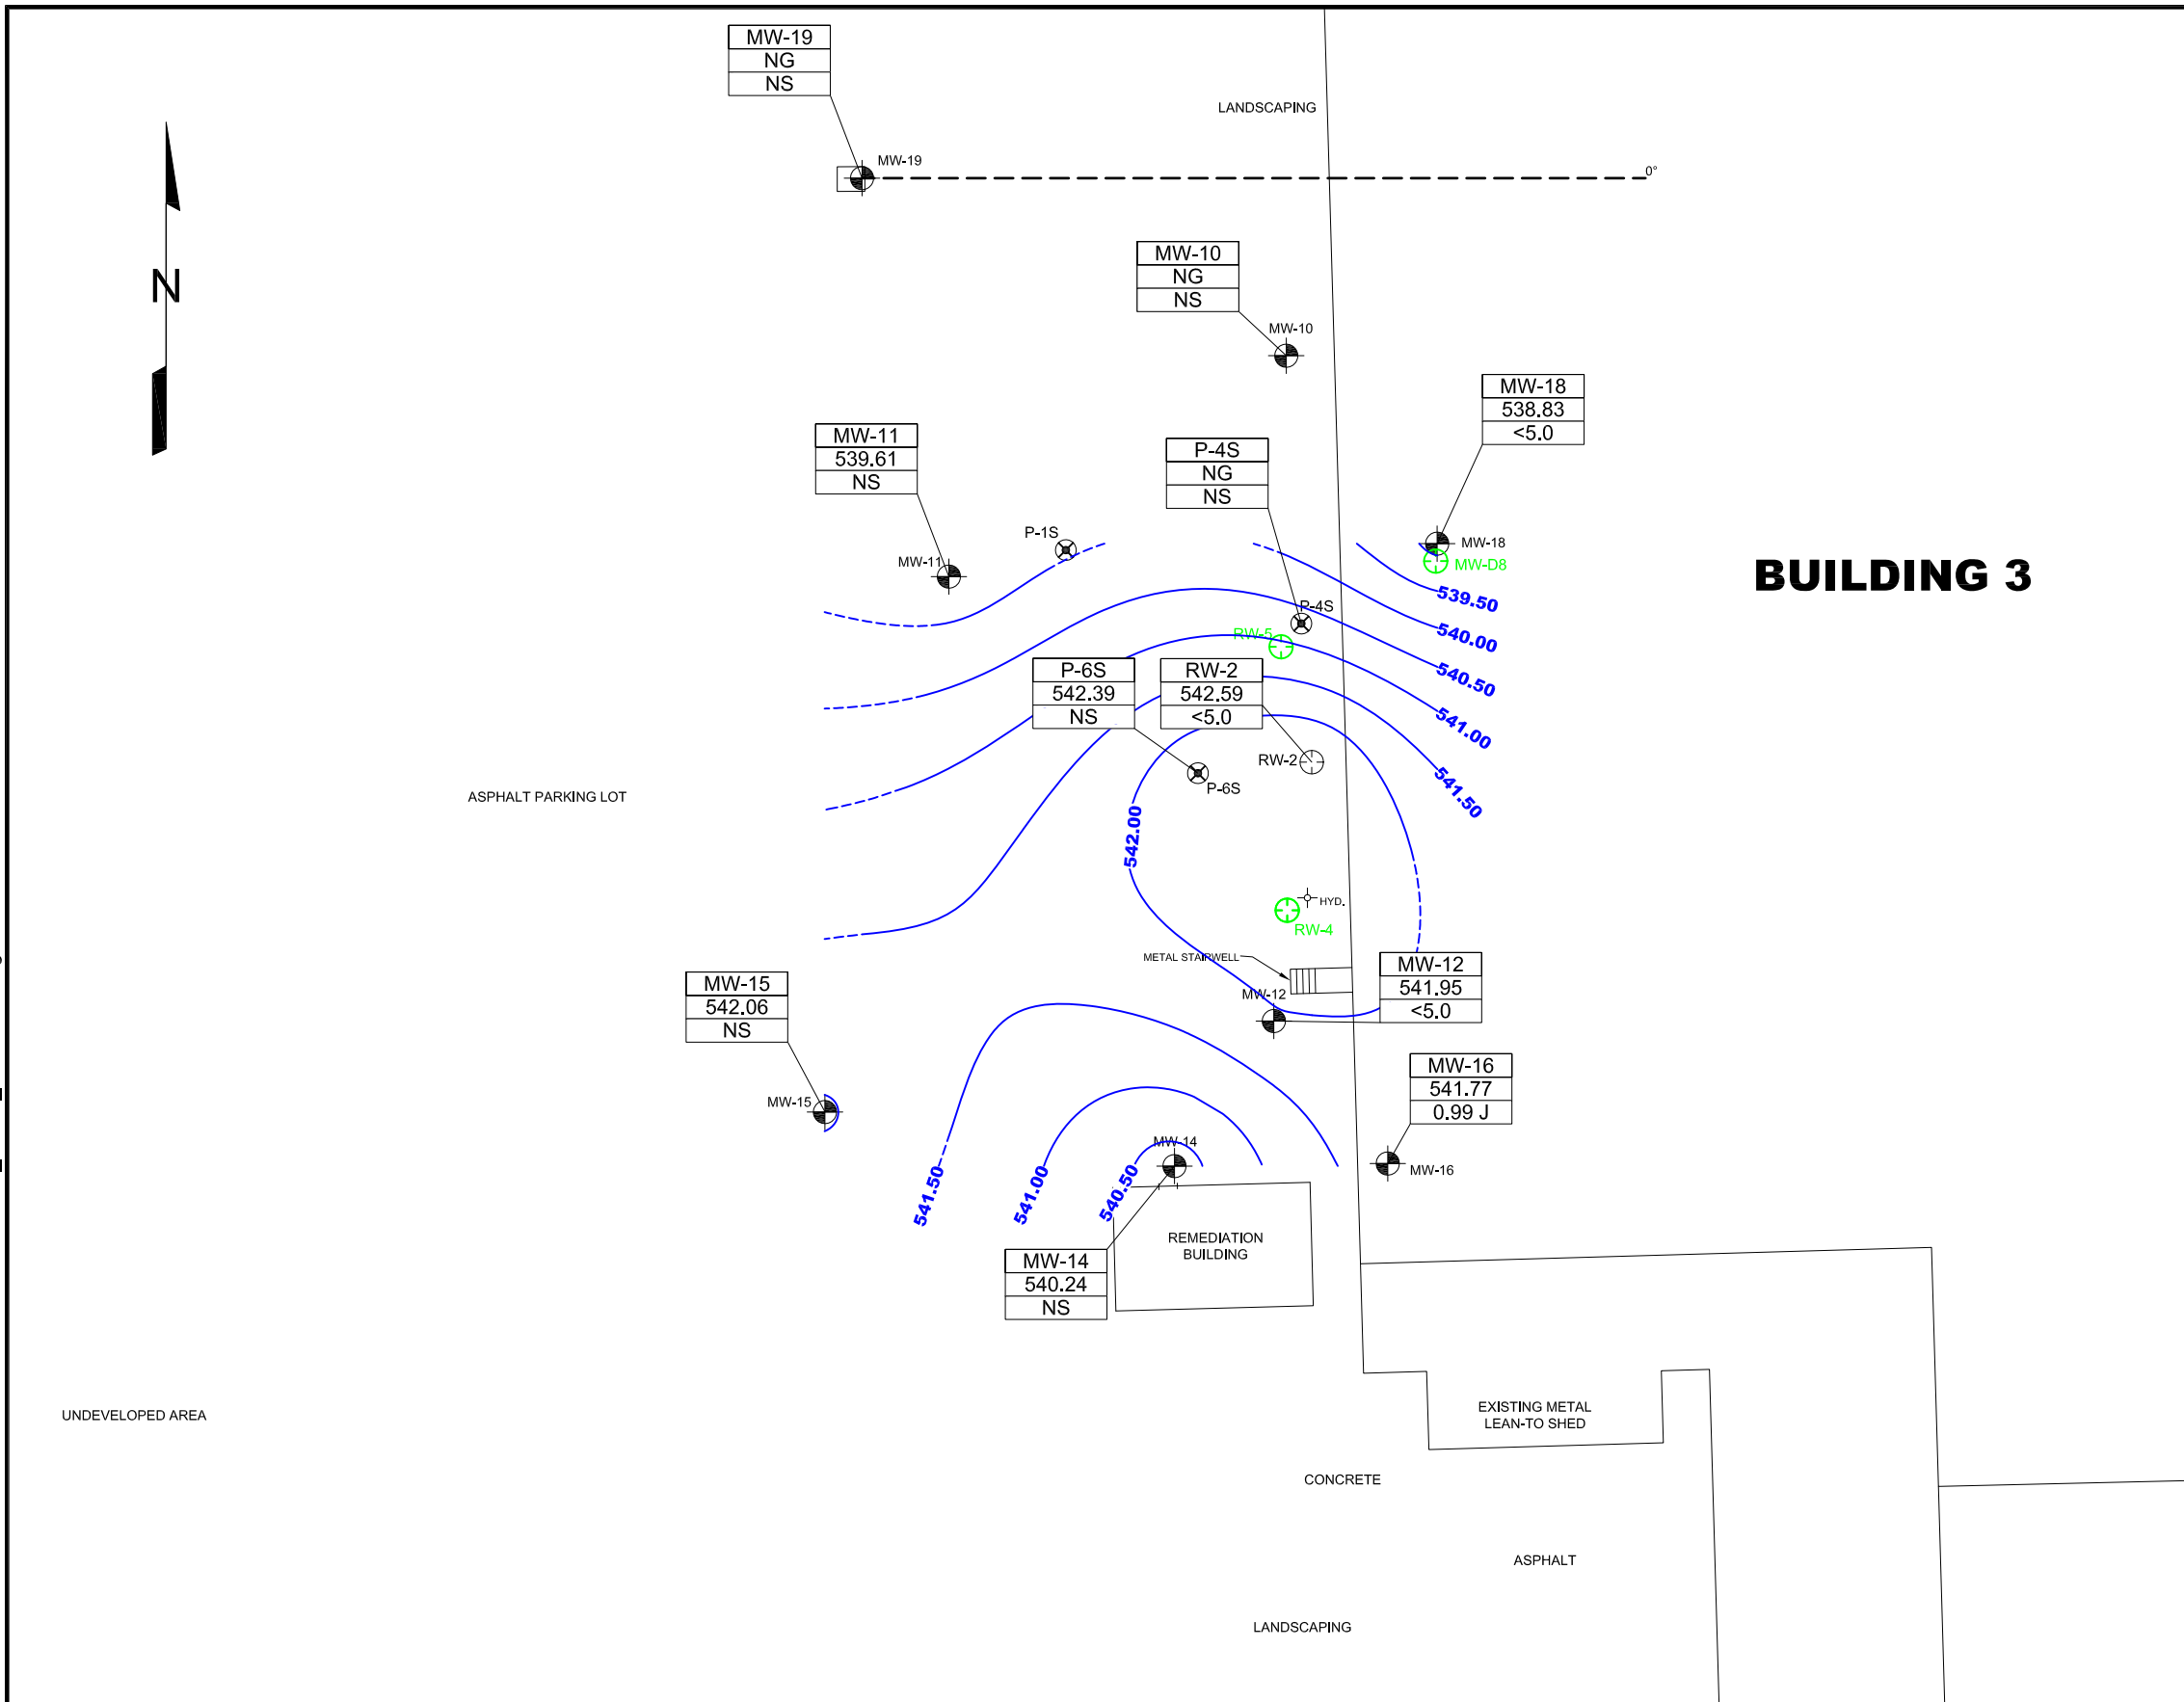 MW-19
NG
NS
LANDSCAPING
MW-19
0°
N
MW-10
NG
NS
MW-10
MW-18
538.83
<5.0
MW-11
539.61
NS
P-4S
NG
NS
P-1S
MW-11
MW-18
MW-D8
BUILDING 3
539.50
P-4S
RW-5
540.00
540.50
P-6S
542.39
NS
RW-2
542.59
<5.0
541.00
RW-2
P-6S
541.50
ASPHALT PARKING LOT
542.00
HYD.
RW-4
METAL STAIRWELL
MW-12
MW-12
541.95
<5.0
MW-15
542.06
NS
MW-16
541.77
0.99 J
MW-15
MW-14
MW-16
541.50
541.00
540.50
REMEDIATION
BUILDING
MW-14
540.24
NS
UNDEVELOPED AREA
EXISTING METAL
LEAN-TO SHED
CONCRETE
ASPHALT
LANDSCAPING